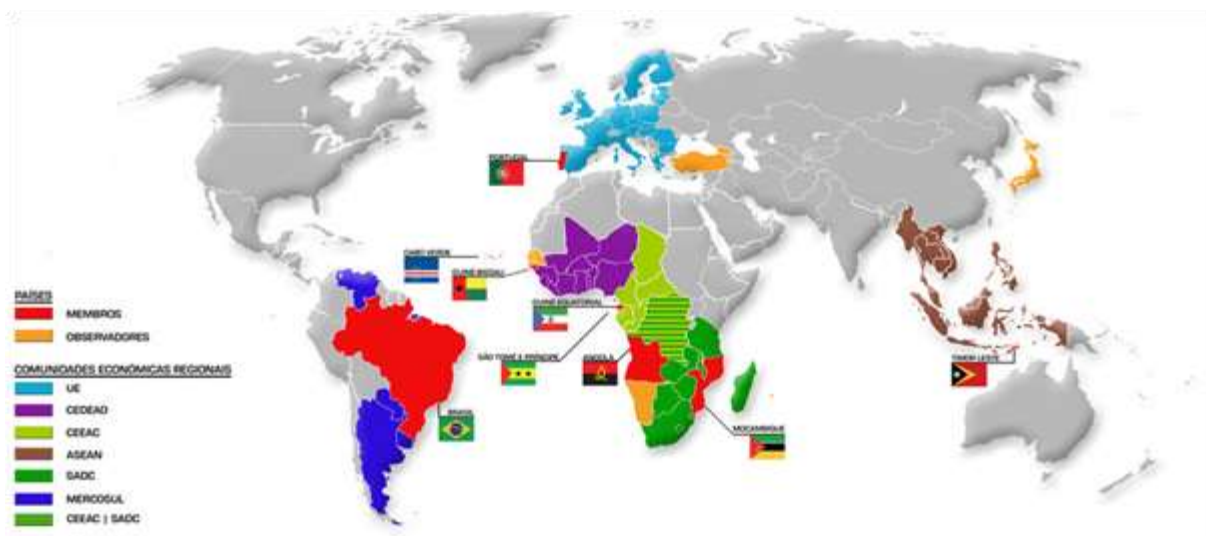 PORTUGAL
CABO VERDE
GUINÉ BISSAU
GUINÉ EQUATORIAL
SÃO TOMÉ E PRÍNCIPE
ANGOLA
TIMOR LESTE
BRASIL
MOÇAMBIQUE
PAÍSES
MEMBROS
OBSERVADORES
COMUNIDADES ECONÓMICAS REGIONAIS
UE
CEDEAO
CEEAC
ASEAN
SADC
MERCOSUL
CEEAC | SADC